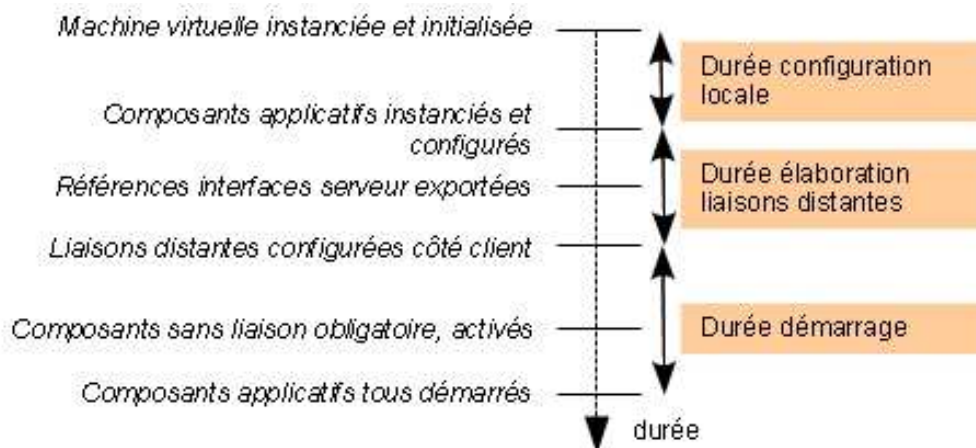 Machine virtuelle instanciée et initialisée
Durée configuration
locale
Composants applicatifs instanciés et
configurés
Durée élaboration
liaisons distantes
Références interfaces serveur exportées
Liaisons distantes configurées côté client
Composants sans liaison obligatoire, activés
Durée démarrage
Composants applicatifs tous démarrés
durée